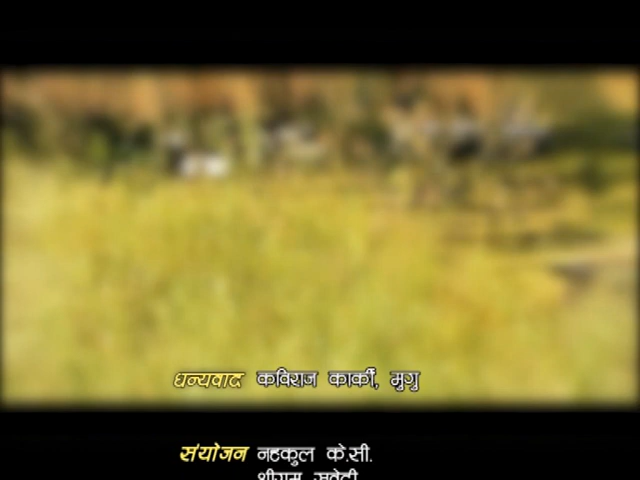 धन्यवाद कविराज कार्की, मुगु
संयोजन नहकुल के.सी.
श्रीराम सुवेदी